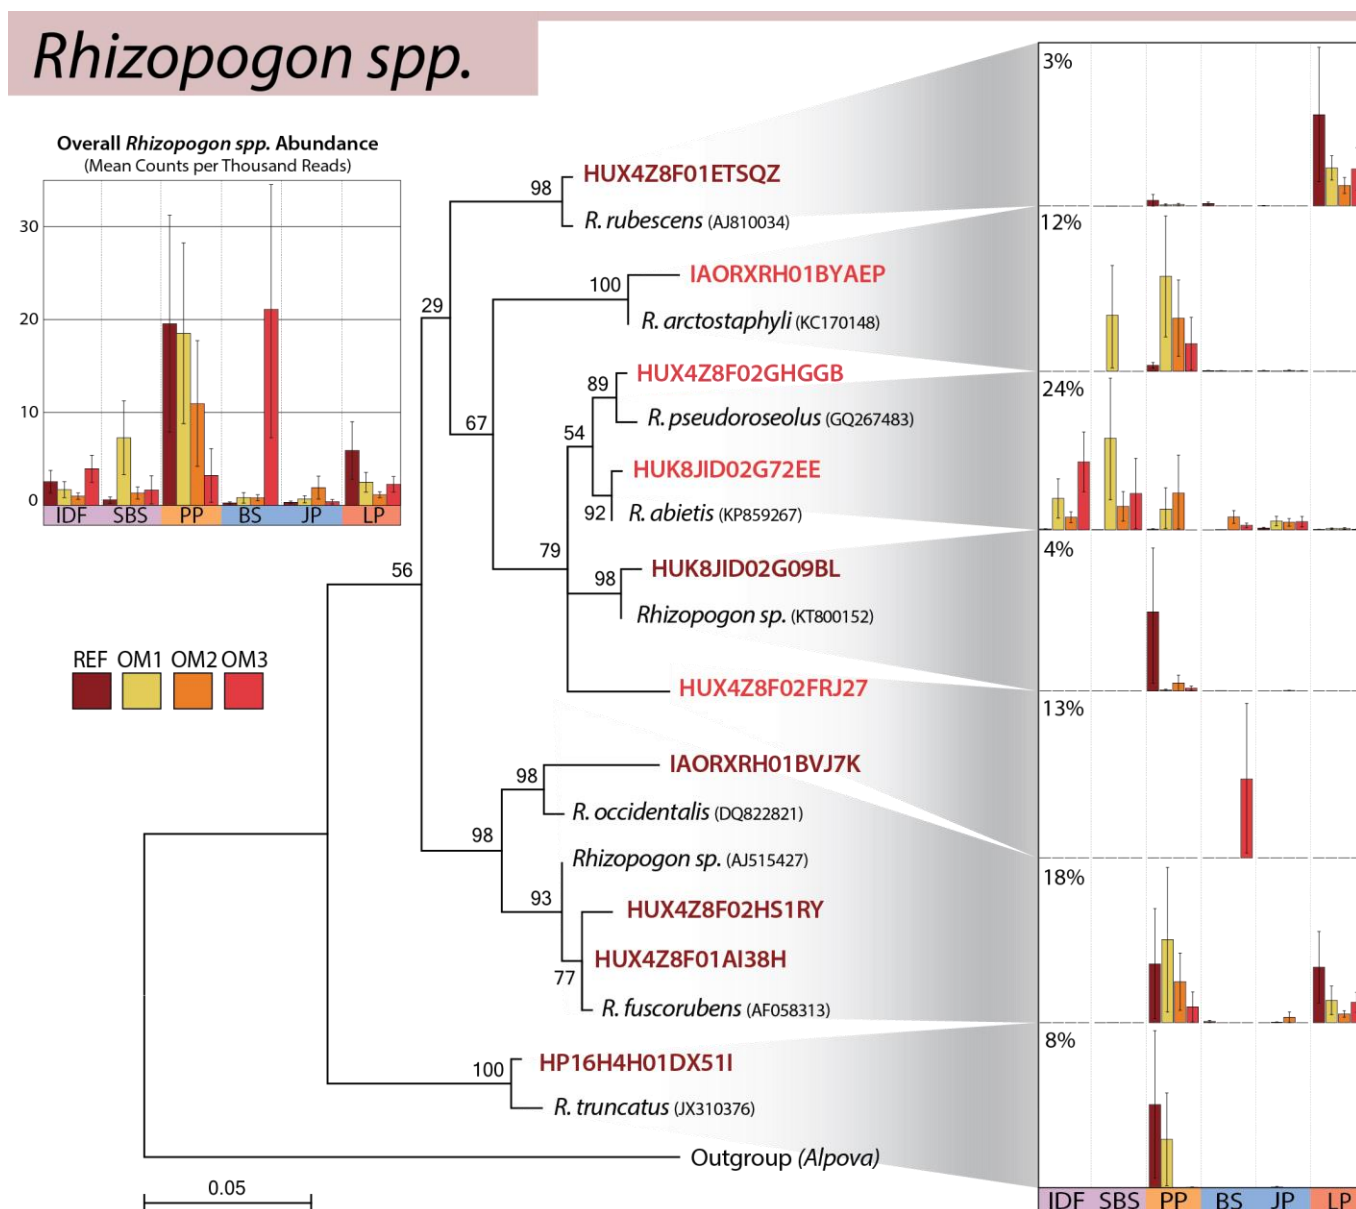 Rhizopogon spp.
Overall Rhizopogon spp. Abundance
(Mean Counts per Thousand Reads)
30
20
10
0
IDF SBS PP BS JP LP
REF OM1 OM2 OM3
98
HUX4Z8F01ETSQZ
R. rubescens (AJ810034)
29
100
IAORXRH01BYAEP
R. arctostaphyli (KC170148)
67
89
HUX4Z8F02GHGGB
R. pseudoroseolus (GQ267483)
54
HUK8JID02G72EE
92
R. abietis (KP859267)
79
98
HUK8JID02G09BL
Rhizopogon sp. (KT800152)
56
HUX4Z8F02FRJ27
98
IAORXRH01BVJ7K
R. occidentalis (DQ822821)
98
Rhizopogon sp. (AJ515427)
93
HUX4Z8F02HS1RY
HUX4Z8F01AI38H
77
R. fuscorubens (AF058313)
100
HP16H4H01DX51I
R. truncatus (JX310376)
Outgroup (Alpova)
0.05
3%
12%
24%
4%
13%
18%
8%
IDF SBS PP BS JP LP